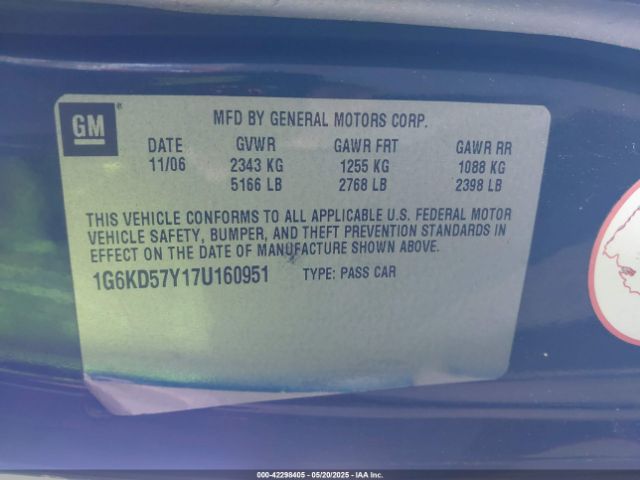 GM
MFD BY GENERAL MOTORS CORP.
DATE GVWR GAWR FRT GAWR RR
11/06 2343 KG 1255 KG 1088 KG
5166 LB 2768 LB 2398 LB
THIS VEHICLE CONFORMS TO ALL APPLICABLE U.S. FEDERAL MOTOR
VEHICLE SAFETY, BUMPER, AND THEFT PREVENTION STANDARDS IN
EFFECT ON THE DATE OF MANUFACTURE SHOWN ABOVE.
1G6KD57Y17U160951 TYPE: PASS CAR
000-42298405 - 05/20/2025 - IAAI.COM